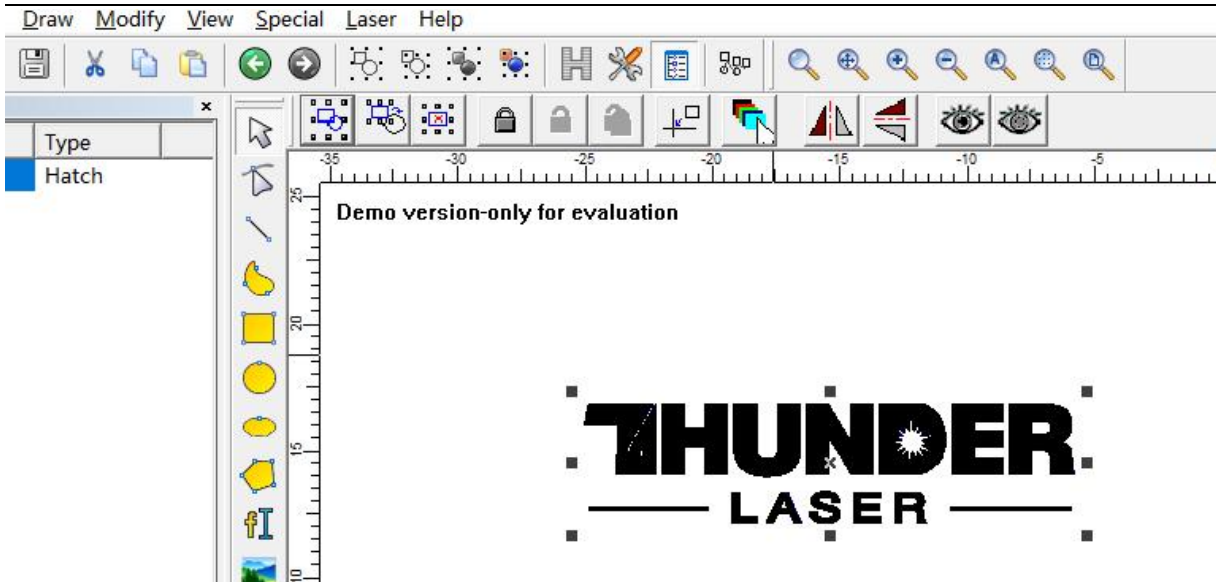 Draw Modify View Special Laser Help
Type
Hatch
-35 -30 -25 -20 -15 -10 -5
25
20
15
10
Demo version-only for evaluation
THUNDER
LASER